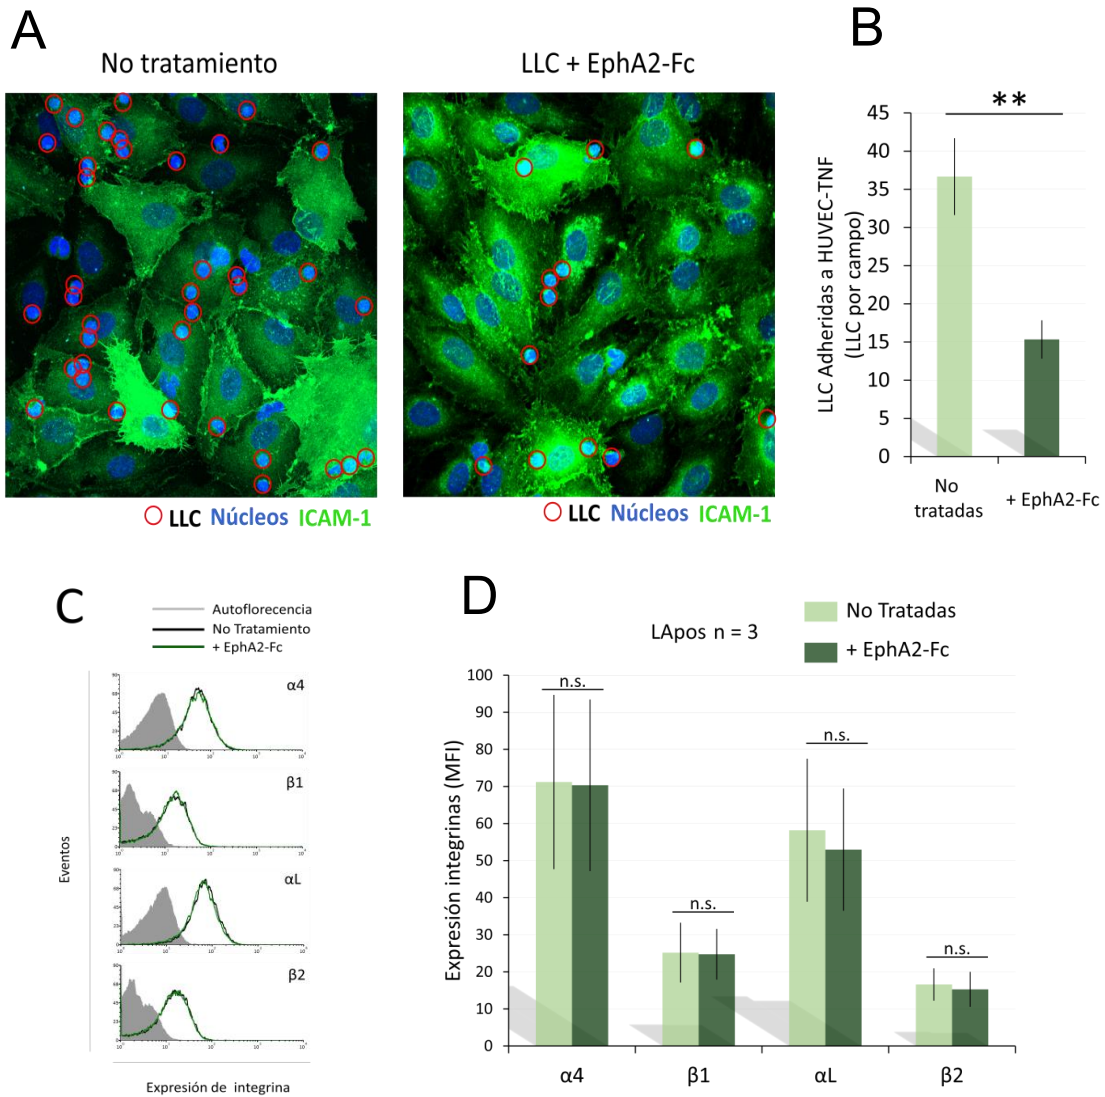 A
No tratamiento
LLC + EphA2-Fc
LLC Núcleos ICAM-1
LLC Núcleos ICAM-1
B
**
LLC Adheridas a HUVEC-TNF
(LLC por campo)
45
40
35
30
25
20
15
10
5
0
No
tratadas
+ EphA2-Fc
C
Autoflorecencia
No Tratamiento
+ EphA2-Fc
Eventos
α4
β1
αL
β2
Expresión de integrina
D
LApos n = 3
No Tratadas
+ EphA2-Fc
Expresión integrinas (MFI)
100
90
80
70
60
50
40
30
20
10
0
n.s.
n.s.
n.s.
n.s.
α4
β1
αL
β2